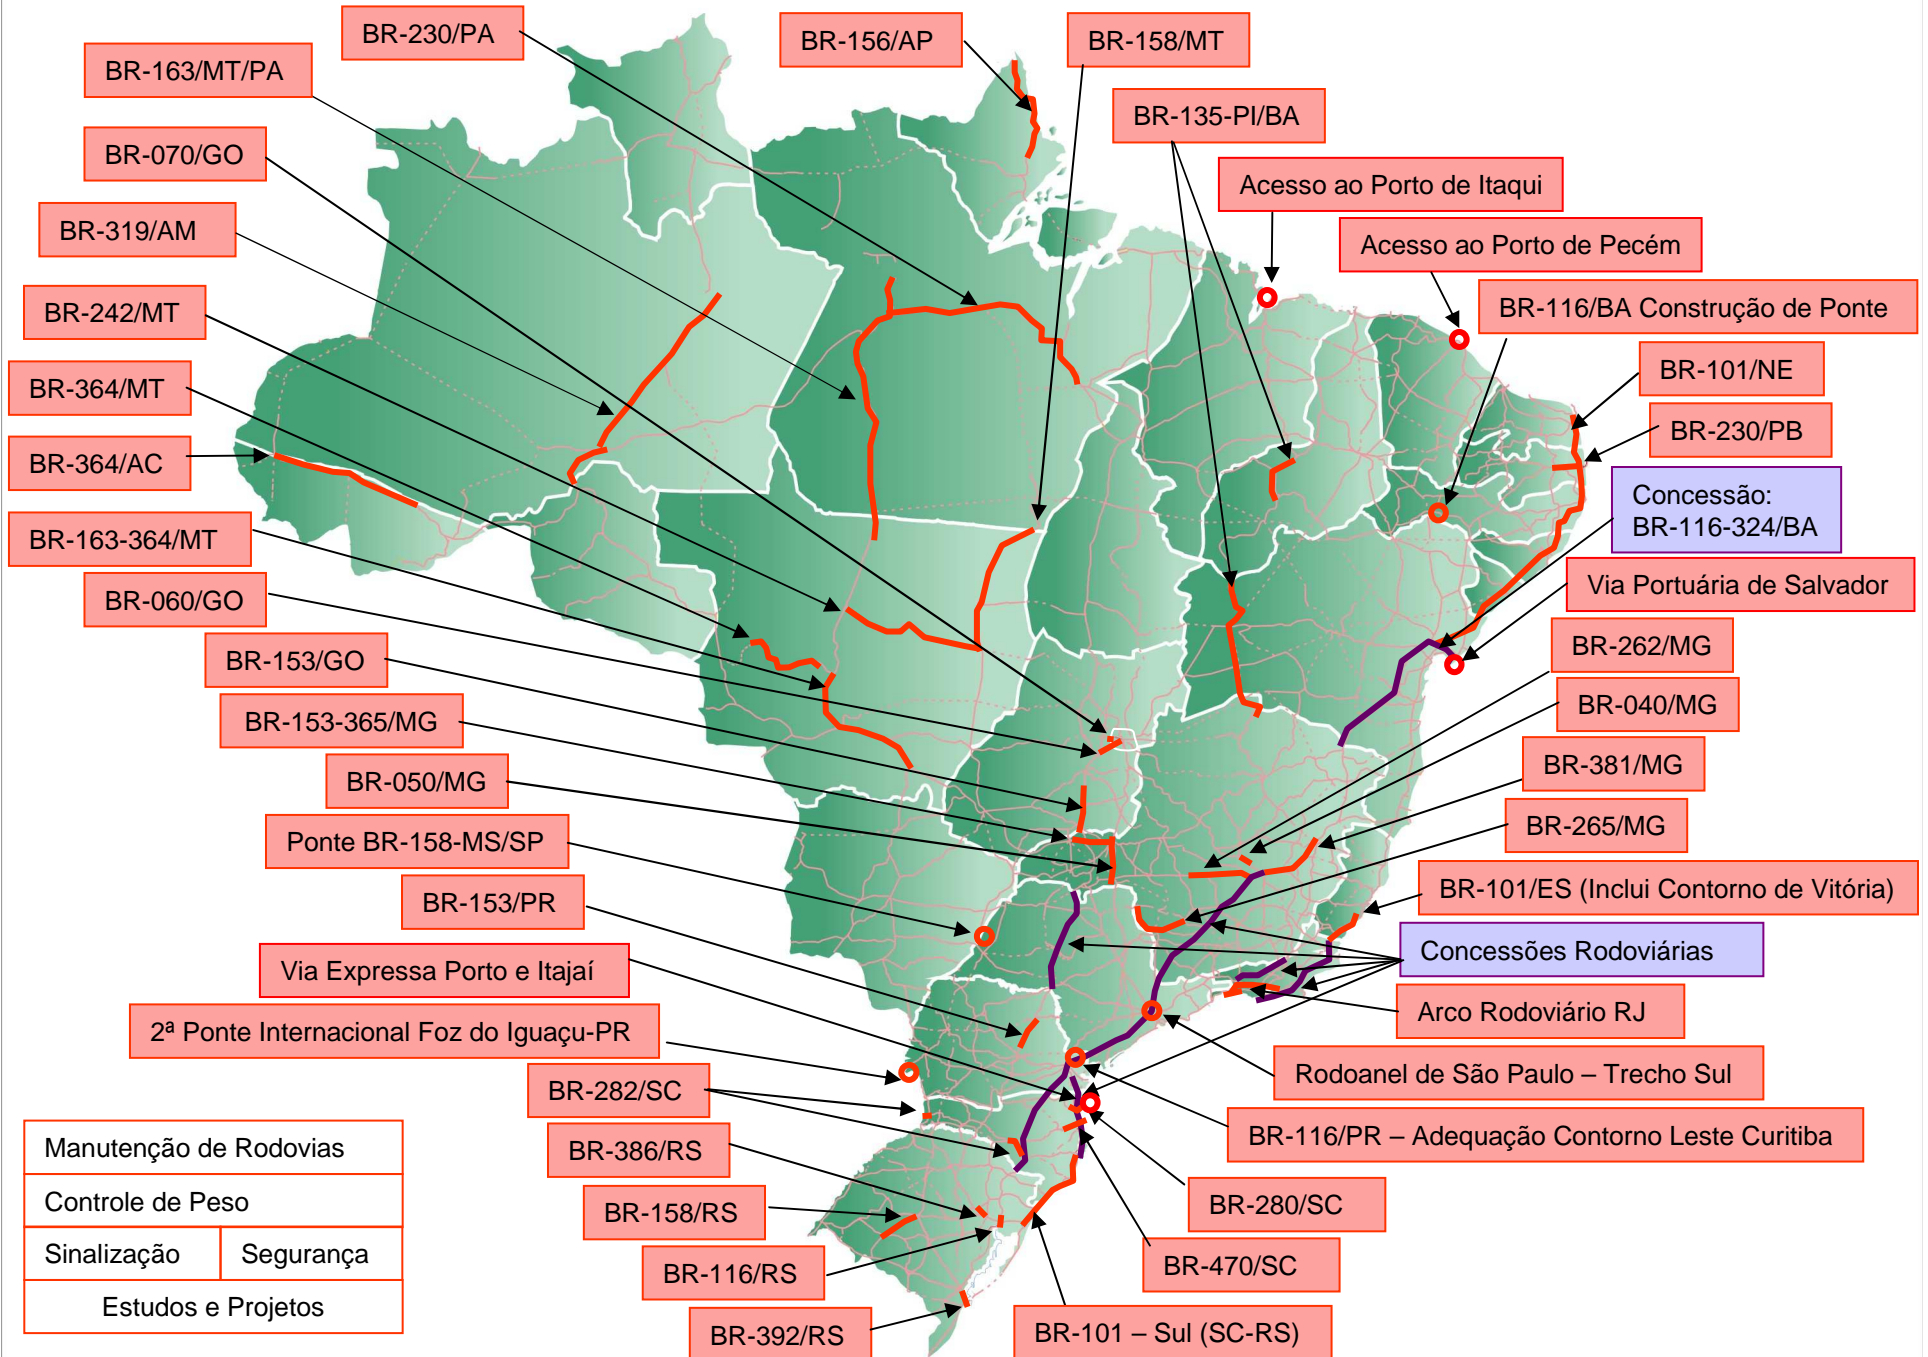 BR-230/PA
BR-156/AP
BR-158/MT
BR-163/MT/PA
BR-135-PI/BA
BR-070/GO
Acesso ao Porto de Itaqui
BR-319/AM
Acesso ao Porto de Pecém
BR-242/MT
BR-116/BA Construção de Ponte
BR-364/MT
BR-101/NE
BR-230/PB
BR-364/AC
Concessão:
BR-116-324/BA
BR-163-364/MT
Via Portuária de Salvador
BR-060/GO
BR-262/MG
BR-153/GO
BR-040/MG
BR-153-365/MG
BR-381/MG
BR-050/MG
BR-265/MG
Ponte BR-158-MS/SP
BR-101/ES (Inclui Contorno de Vitória)
BR-153/PR
Concessões Rodoviárias
Via Expressa Porto e Itajaí
Arco Rodoviário RJ
2ª Ponte Internacional Foz do Iguaçu-PR
Rodoanel de São Paulo – Trecho Sul
BR-282/SC
BR-116/PR – Adequação Contorno Leste Curitiba
BR-386/RS
BR-280/SC
BR-158/RS
BR-470/SC
BR-116/RS
BR-392/RS
BR-101 – Sul (SC-RS)
Manutenção de Rodovias
Controle de Peso
Sinalização Segurança
Estudos e Projetos